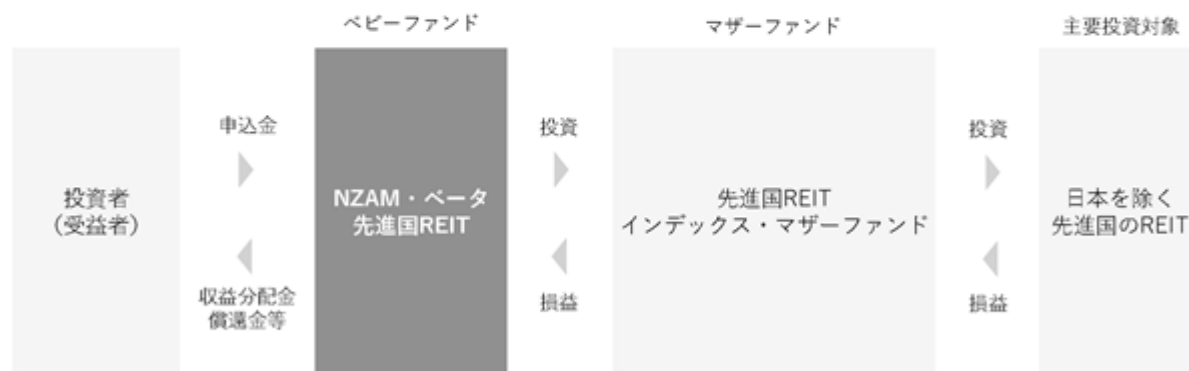 ベビーファンド
マザーファンド
主要投資対象
投資者
(受益者)
申込金
収益分配金
償還金等
NZAM・ベータ
先進国REIT
投資
損益
先進国REIT
インデックス・マザーファンド
投資
損益
日本を除く
先進国のREIT